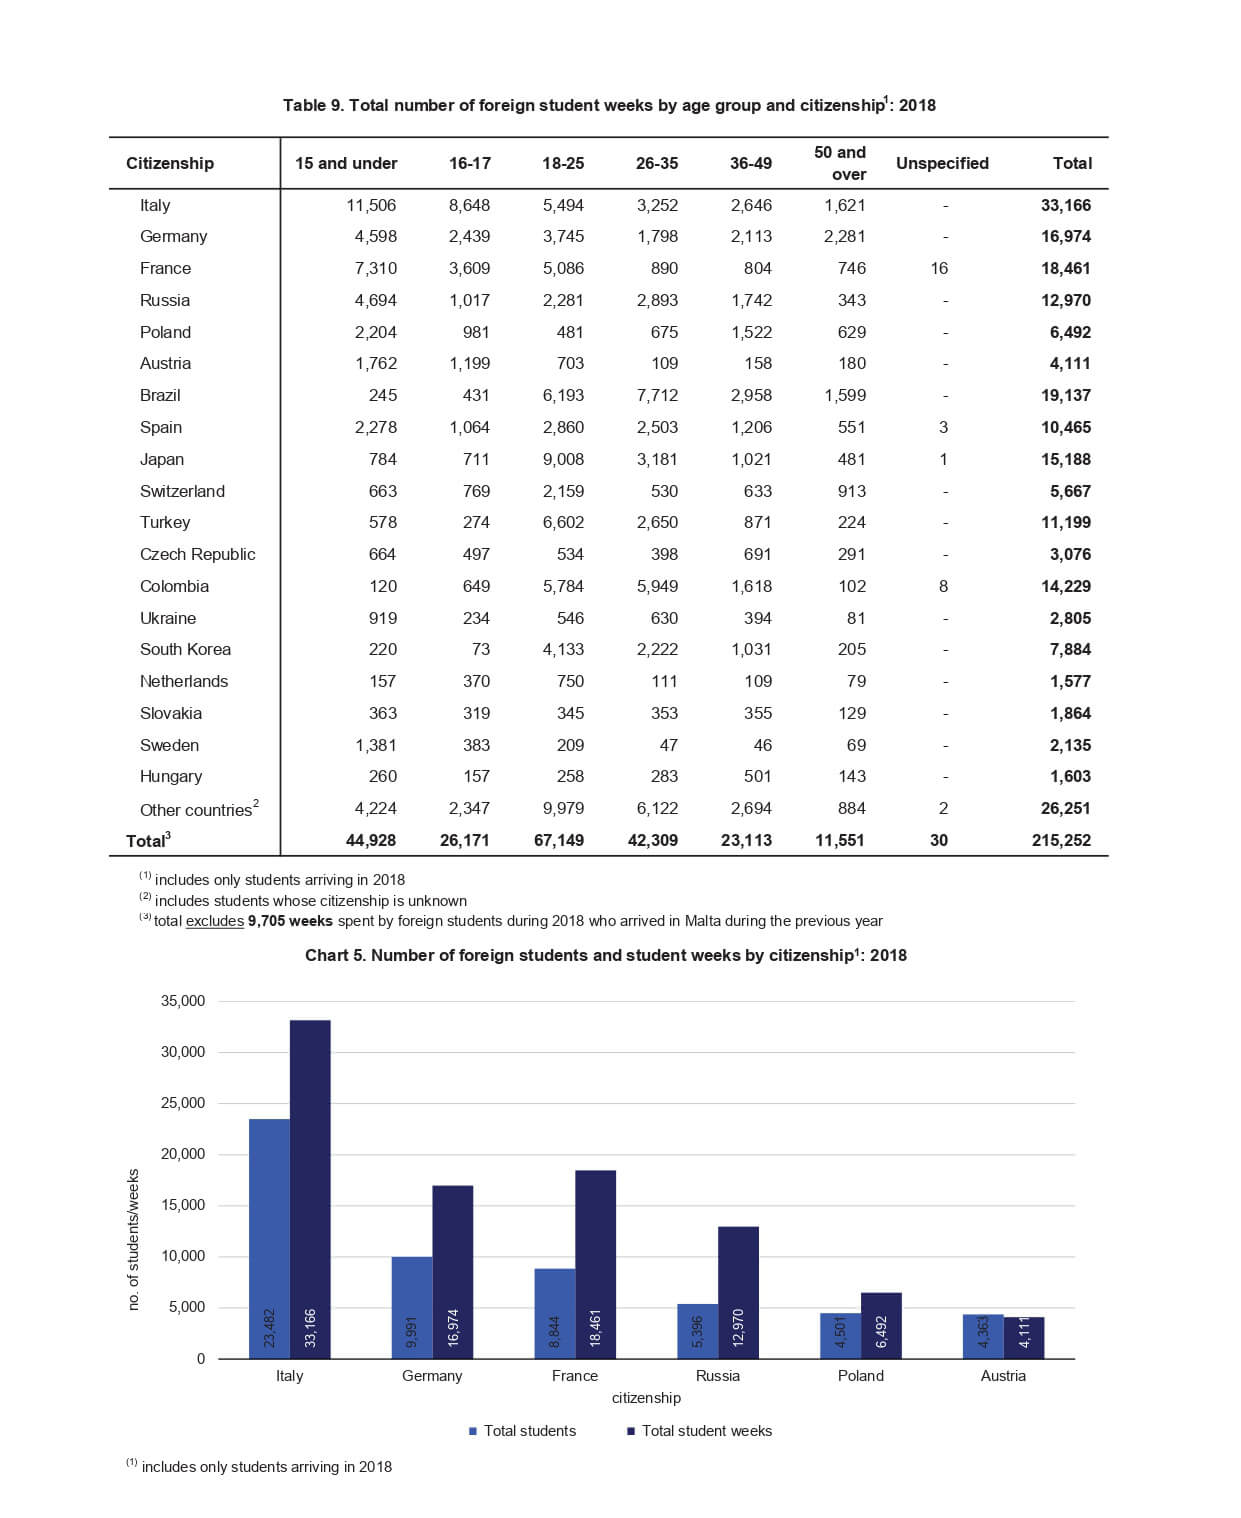 Table 9. Total number of foreign student weeks by age group and citizenship1: 2018
Citizenship 15 and under 16-17 18-25 26-35 36-49 50 and over Unspecified Total
Italy 11,506 8,648 5,494 3,252 2,646 1,621 - 33,166
Germany 4,598 2,439 3,745 1,798 2,113 2,281 - 16,974
France 7,310 3,609 5,086 890 804 746 16 18,461
Russia 4,694 1,017 2,281 2,893 1,742 343 - 12,970
Poland 2,204 981 481 675 1,522 629 - 6,492
Austria 1,762 1,199 703 109 158 180 - 4,111
Brazil 245 431 6,193 7,712 2,958 1,599 - 19,137
Spain 2,278 1,064 2,860 2,503 1,206 551 3 10,465
Japan 784 711 9,008 3,181 1,021 481 1 15,188
Switzerland 663 769 2,159 530 633 913 - 5,667
Turkey 578 274 6,602 2,650 871 224 - 11,199
Czech Republic 664 497 534 398 691 291 - 3,076
Colombia 120 649 5,784 5,949 1,618 102 8 14,229
Ukraine 919 234 546 630 394 81 - 2,805
South Korea 220 73 4,133 2,222 1,031 205 - 7,884
Netherlands 157 370 750 111 109 79 - 1,577
Slovakia 363 319 345 353 355 129 - 1,864
Sweden 1,381 383 209 47 46 69 - 2,135
Hungary 260 157 258 283 501 143 - 1,603
Other countries2 4,224 2,347 9,979 6,122 2,694 884 2 26,251
Total3 44,928 26,171 67,149 42,309 23,113 11,551 30 215,252
(1) includes only students arriving in 2018
(2) includes students whose citizenship is unknown
(3) total excludes 9,705 weeks spent by foreign students during 2018 who arrived in Malta during the previous year
Chart 5. Number of foreign students and student weeks by citizenship1: 2018
35,000
30,000
25,000
20,000
15,000
10,000
5,000
0
no. of students/weeks
23,482 33,166 9,991 16,974 8,844 18,461 5,396 12,970 4,501 6,492 4,363 4,111
Italy Germany France Russia Poland Austria
citizenship
Total students Total student weeks
(1) includes only students arriving in 2018